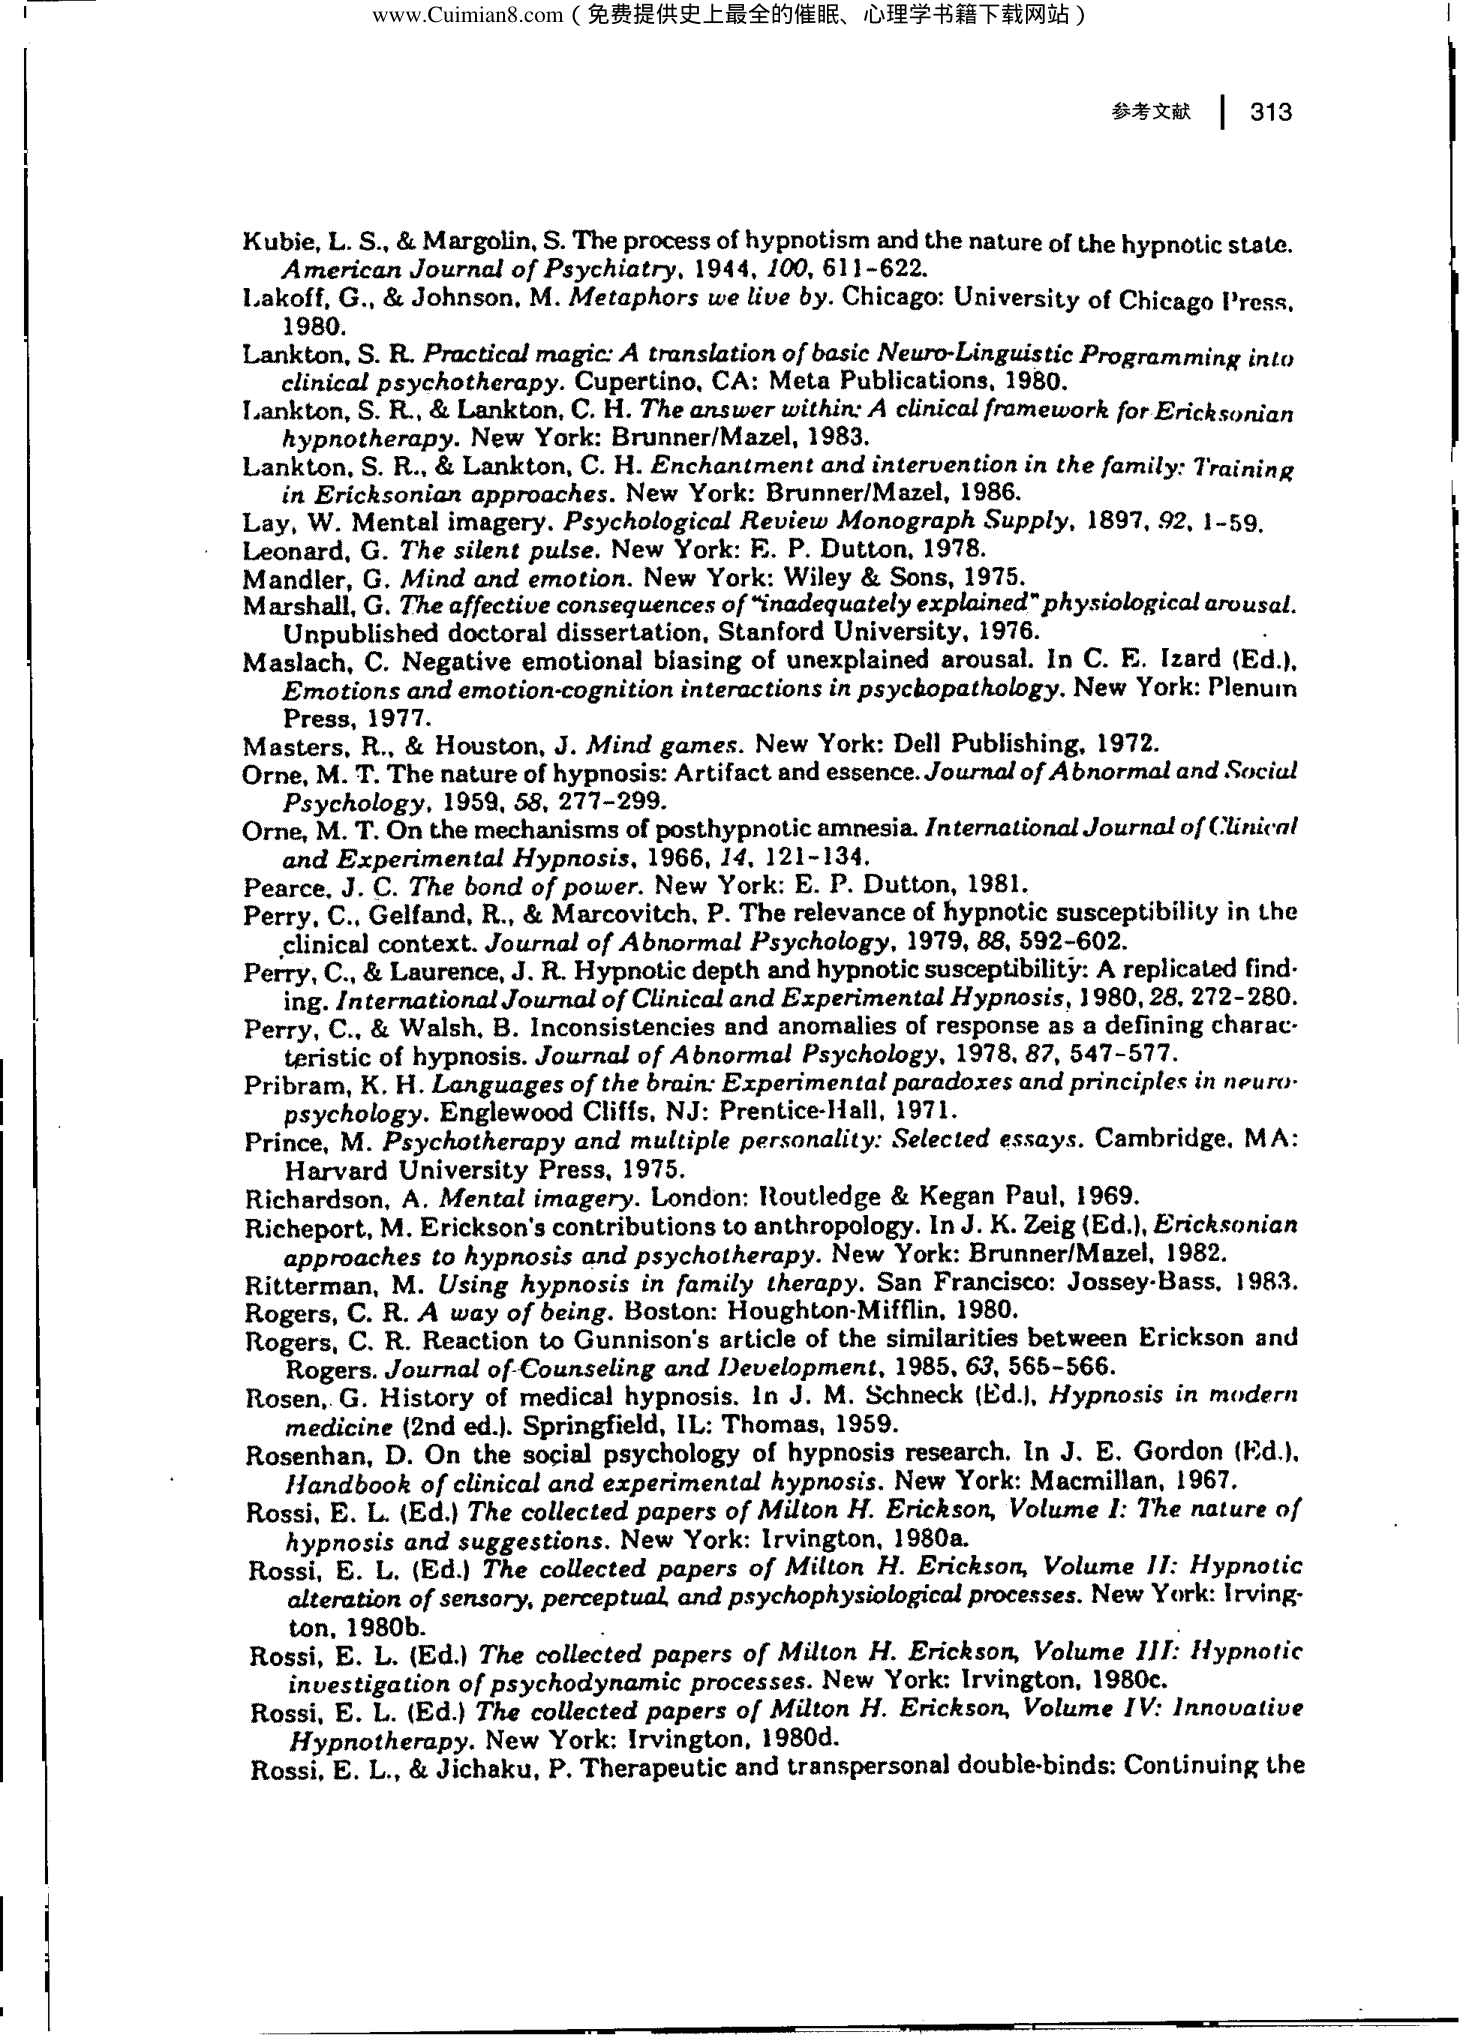 www.Cuimian8.com（免费提供史上最全的催眠、心理学书籍下载网站）
参考文献 | 313
Kubie, L. S., & Margolin, S. The process of hypnotism and the nature of the hypnotic state.
American Journal of Psychiatry, 1944, 100, 611-622.
Lakoff, G., & Johnson, M. Metaphors we live by. Chicago: University of Chicago Press,
1980.
Lankton, S. R. Practical magic: A translation of basic Neuro-Linguistic Programming into
clinical psychotherapy. Cupertino, CA: Meta Publications, 1980.
Lankton, S. R., & Lankton, C. H. The answer within: A clinical framework for Ericksonian
hypnotherapy. New York: Brunner/Mazel, 1983.
Lankton, S. R., & Lankton, C. H. Enchantment and intervention in the family: Training
in Ericksonian approaches. New York: Brunner/Mazel, 1986.
Lay, W. Mental imagery. Psychological Review Monograph Supply, 1897, 92, 1-59.
Leonard, G. The silent pulse. New York: E. P. Dutton, 1978.
Mandler, G. Mind and emotion. New York: Wiley & Sons, 1975.
Marshall, G. The affective consequences of "inadequately explained" physiological arousal.
Unpublished doctoral dissertation, Stanford University, 1976.
Maslach, C. Negative emotional biasing of unexplained arousal. In C. E. Izard (Ed.),
Emotions and emotion-cognition interactions in psychopathology. New York: Plenum
Press, 1977.
Masters, R., & Houston, J. Mind games. New York: Dell Publishing, 1972.
Orne, M. T. The nature of hypnosis: Artifact and essence. Journal of Abnormal and Social
Psychology, 1959, 58, 277-299.
Orne, M. T. On the mechanisms of posthypnotic amnesia. International Journal of Clinical
and Experimental Hypnosis, 1966, 14, 121-134.
Pearce, J. C. The bond of power. New York: E. P. Dutton, 1981.
Perry, C., Gelfand, R., & Marcovitch, P. The relevance of hypnotic susceptibility in the
clinical context. Journal of Abnormal Psychology, 1979, 88, 592-602.
Perry, C., & Laurence, J. R. Hypnotic depth and hypnotic susceptibility: A replicated find-
ing. International Journal of Clinical and Experimental Hypnosis, 1980, 28, 272-280.
Perry, C., & Walsh, B. Inconsistencies and anomalies of response as a defining charac-
teristic of hypnosis. Journal of Abnormal Psychology, 1978, 87, 547-577.
Pribram, K. H. Languages of the brain: Experimental paradoxes and principles in neuro-
psychology. Englewood Cliffs, NJ: Prentice-Hall, 1971.
Prince, M. Psychotherapy and multiple personality: Selected essays. Cambridge, MA:
Harvard University Press, 1975.
Richardson, A. Mental imagery. London: Routledge & Kegan Paul, 1969.
Richeport, M. Erickson's contributions to anthropology. In J. K. Zeig (Ed.), Ericksonian
approaches to hypnosis and psychotherapy. New York: Brunner/Mazel, 1982.
Ritterman, M. Using hypnosis in family therapy. San Francisco: Jossey-Bass, 1983.
Rogers, C. R. A way of being. Boston: Houghton-Mifflin, 1980.
Rogers, C. R. Reaction to Gunnison's article of the similarities between Erickson and
Rogers. Journal of Counseling and Development, 1985, 63, 565-566.
Rosen, G. History of medical hypnosis. In J. M. Schneck (Ed.), Hypnosis in modern
medicine (2nd ed.). Springfield, IL: Thomas, 1959.
Rosenhan, D. On the social psychology of hypnosis research. In J. E. Gordon (Ed.),
Handbook of clinical and experimental hypnosis. New York: Macmillan, 1967.
Rossi, E. L. (Ed.) The collected papers of Milton H. Erickson, Volume I: The nature of
hypnosis and suggestions. New York: Irvington, 1980a.
Rossi, E. L. (Ed.) The collected papers of Milton H. Erickson, Volume II: Hypnotic
alteration of sensory, perceptual, and psychophysiological processes. New York: Irving-
ton, 1980b.
Rossi, E. L. (Ed.) The collected papers of Milton H. Erickson, Volume III: Hypnotic
investigation of psychodynamic processes. New York: Irvington, 1980c.
Rossi, E. L. (Ed.) The collected papers of Milton H. Erickson, Volume IV: Innovative
Hypnotherapy. New York: Irvington, 1980d.
Rossi, E. L., & Jichaku, P. Therapeutic and transpersonal double-binds: Continuing the